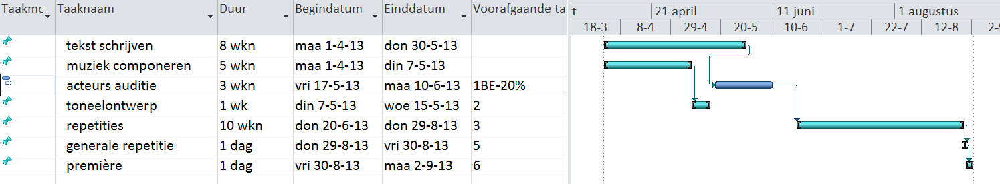 Taakmc Taaknaam Duur Begindatum Einddatum Voorafgaande ta
rt 21 april 11 juni 1 augustus
18-3 8-4 29-4 20-5 10-6 1-7 22-7 12-8 2-9
tekst schrijven 8 wkn maa 1-4-13 don 30-5-13
muziek componeren 5 wkn maa 1-4-13 din 7-5-13
acteurs auditie 3 wkn vri 17-5-13 maa 10-6-13 1BE-20%
toneelontwerp 1 wk din 7-5-13 woe 15-5-13 2
repetities 10 wkn don 20-6-13 don 29-8-13 3
generale repetitie 1 dag don 29-8-13 vri 30-8-13 5
première 1 dag vri 30-8-13 maa 2-9-13 6